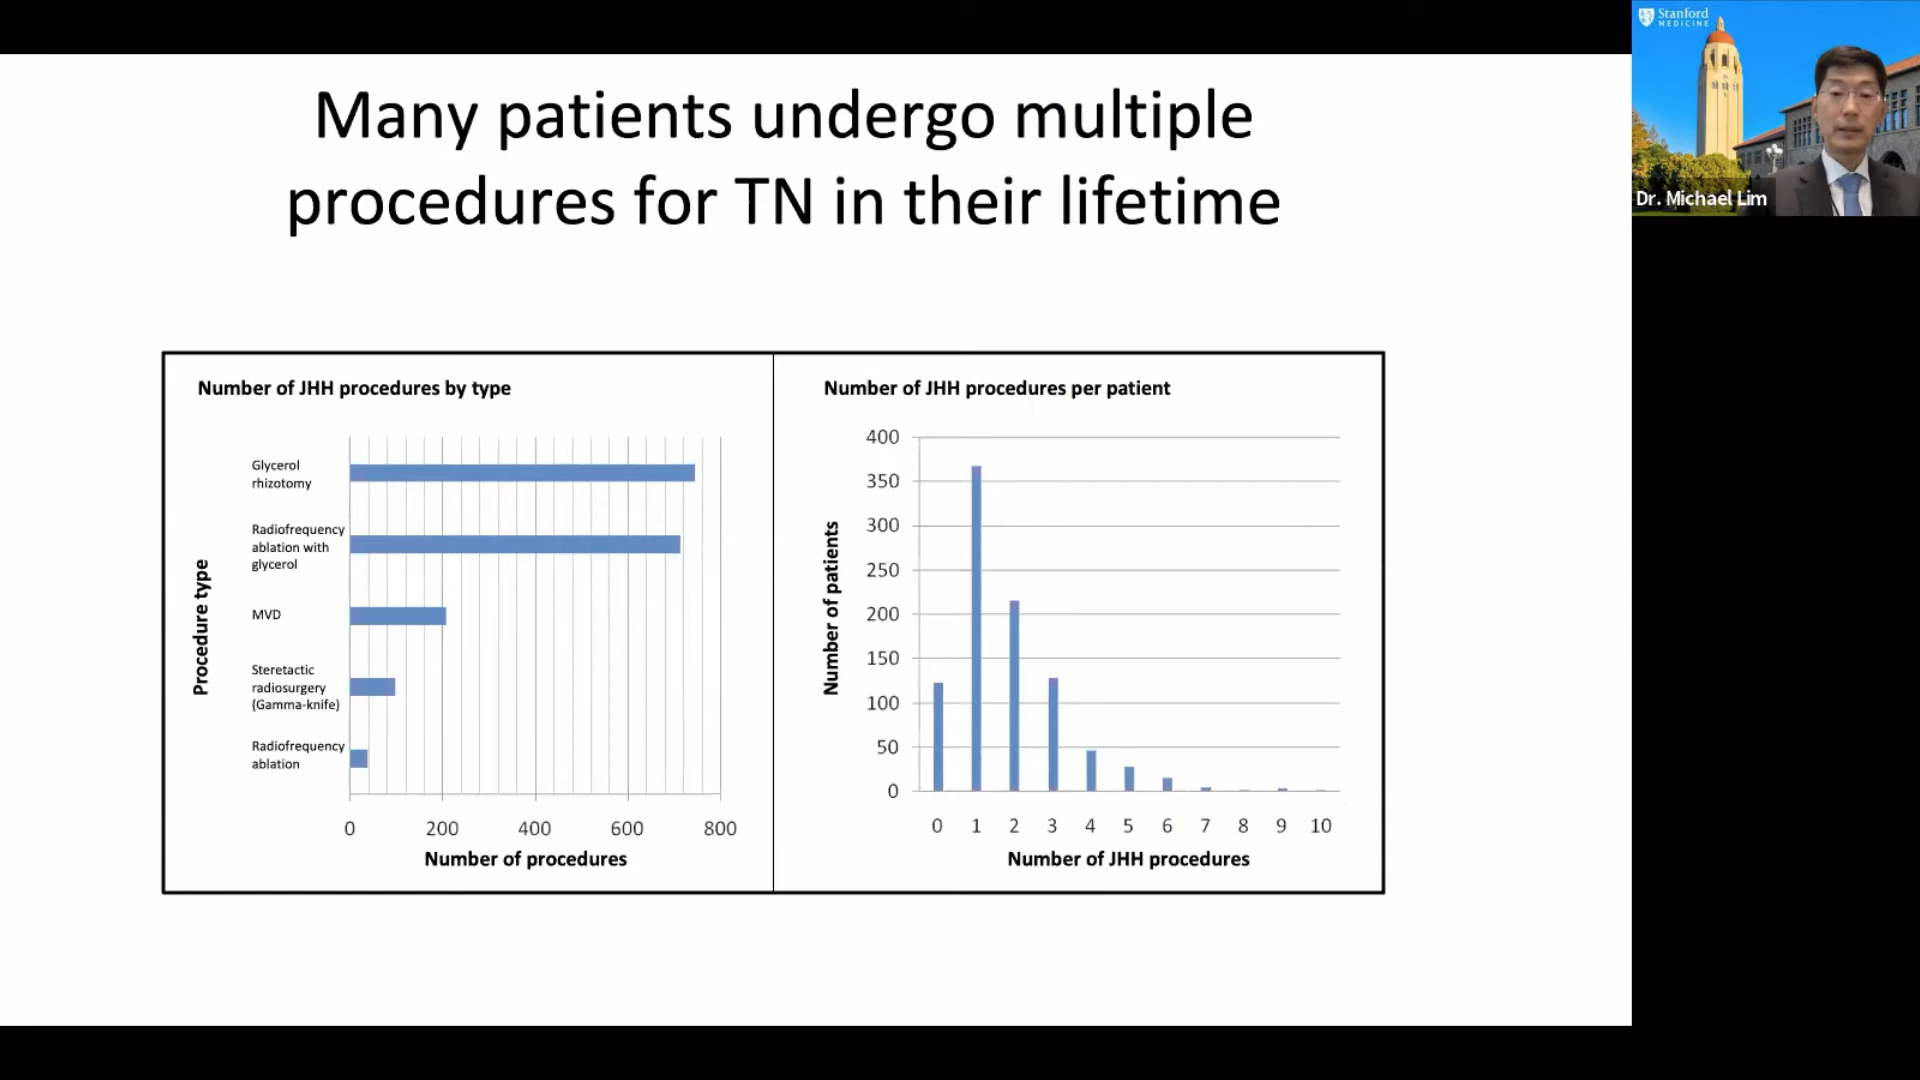 Many patients undergo multiple
procedures for TN in their lifetime
Number of JHH procedures by type
Procedure type
Glycerol
rhizotomy
Radiofrequency
ablation with
glycerol
MVD
Steretactic
radiosurgery
(Gamma-knife)
Radiofrequency
ablation
0 200 400 600 800
Number of procedures
Number of JHH procedures per patient
Number of patients
400
350
300
250
200
150
100
50
0
0 1 2 3 4 5 6 7 8 9 10
Number of JHH procedures
Stanford
MEDICINE
Dr. Michael Lim